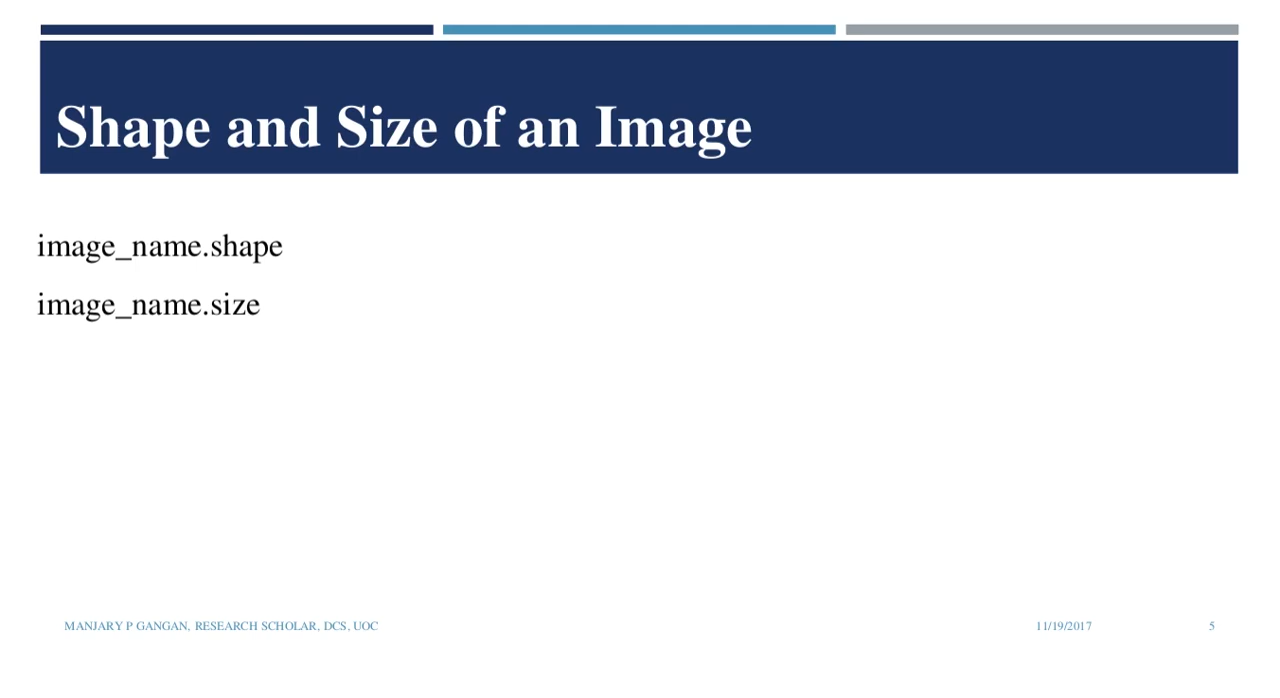 Shape and Size of an Image
image_name.shape
image_name.size
MANJARY P GANGAN, RESEARCH SCHOLAR, DCS, UOC
11/19/2017
5